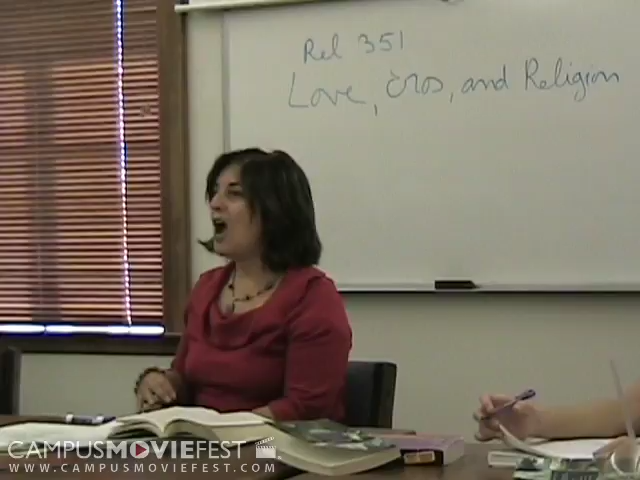 Rel 351
Love, Eros, and Religion
CAMPUSMOVIEFEST
WWW.CAMPUSMOVIEFEST.COM